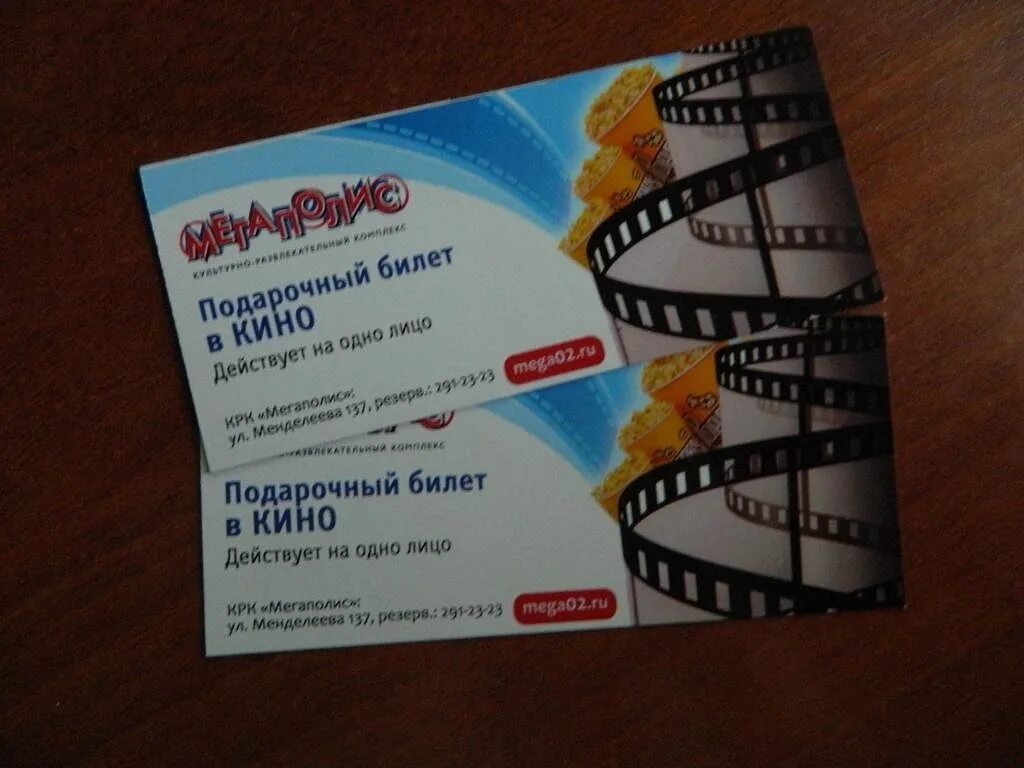 МЕГАПОЛИС
КУЛЬТУРНО-РАЗВЛЕКАТЕЛЬНЫЙ КОМПЛЕКС
Подарочный билет
в КИНО
Действует на одно лицо
КРК «Мегаполис»:
ул. Менделеева 137, резерв.: 291-23-23
mega02.ru
КОМПЛЕКС
Подарочный билет
в КИНО
Действует на одно лицо
КРК «Мегаполис»:
ул. Менделеева 137, резерв.: 291-23-23
mega02.ru